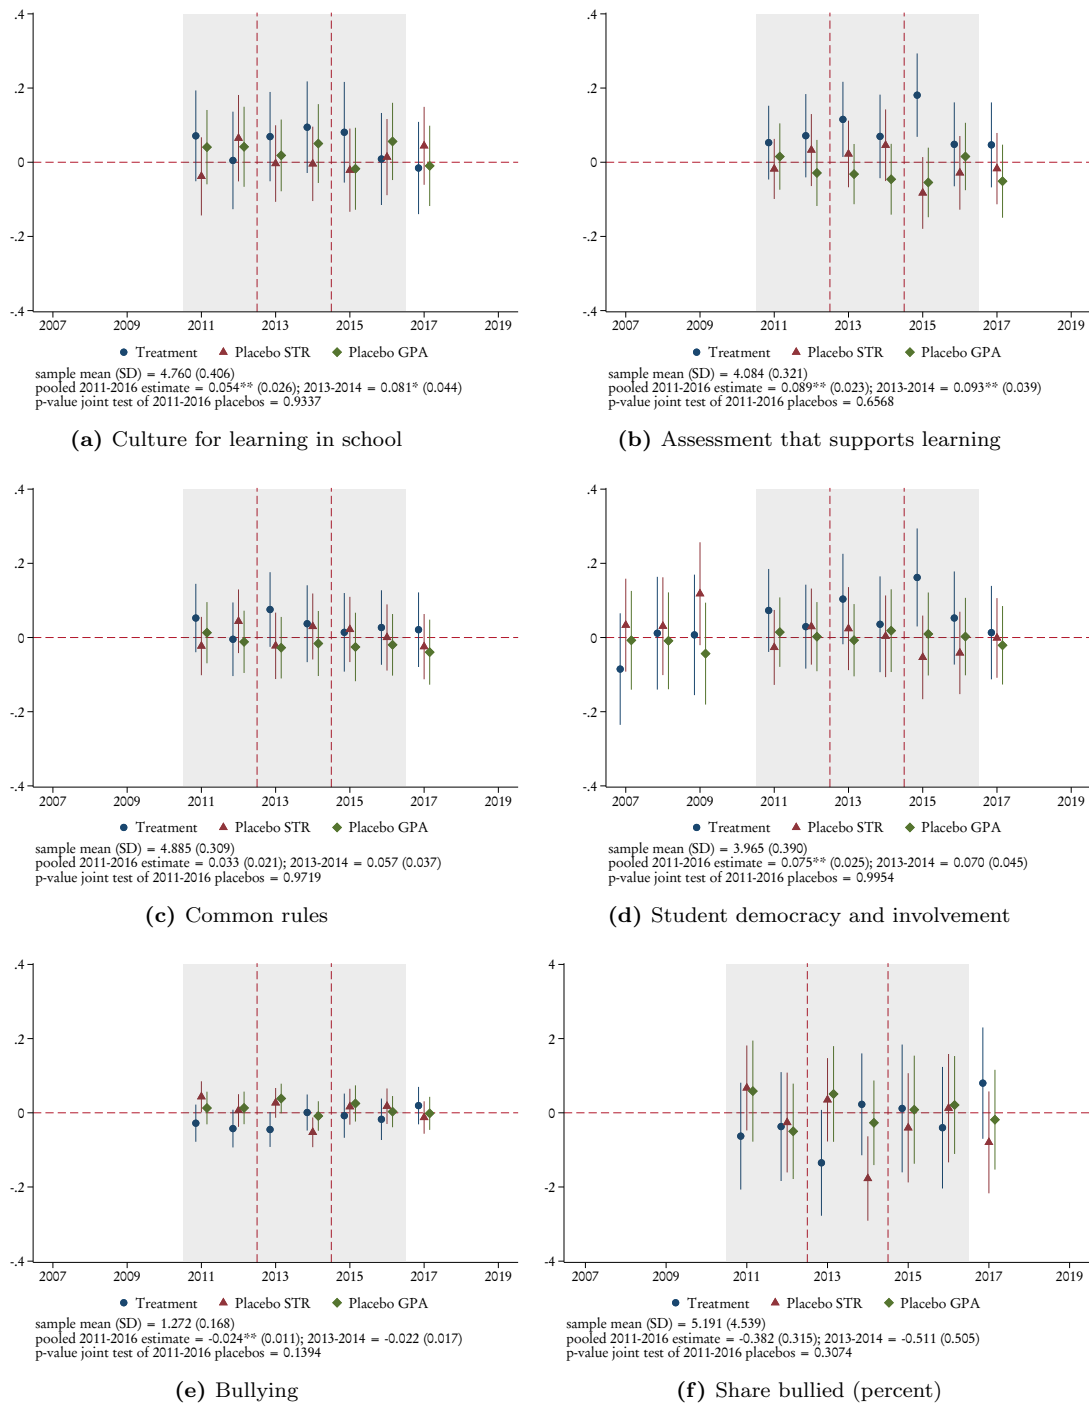 .4
.2
0
-.2
-.4
2007 2009 2011 2013 2015 2017 2019
Treatment Placebo STR Placebo GPA
sample mean (SD) = 4.760 (0.406)
pooled 2011-2016 estimate = 0.054** (0.026); 2013-2014 = 0.081* (0.044)
p-value joint test of 2011-2016 placebos = 0.9337
(a) Culture for learning in school
.4
.2
0
-.2
-.4
2007 2009 2011 2013 2015 2017 2019
Treatment Placebo STR Placebo GPA
sample mean (SD) = 4.084 (0.321)
pooled 2011-2016 estimate = 0.089** (0.023); 2013-2014 = 0.093** (0.039)
p-value joint test of 2011-2016 placebos = 0.6568
(b) Assessment that supports learning
.4
.2
0
-.2
-.4
2007 2009 2011 2013 2015 2017 2019
Treatment Placebo STR Placebo GPA
sample mean (SD) = 4.885 (0.309)
pooled 2011-2016 estimate = 0.033 (0.021); 2013-2014 = 0.057 (0.037)
p-value joint test of 2011-2016 placebos = 0.9719
(c) Common rules
.4
.2
0
-.2
-.4
2007 2009 2011 2013 2015 2017 2019
Treatment Placebo STR Placebo GPA
sample mean (SD) = 3.965 (0.390)
pooled 2011-2016 estimate = 0.075** (0.025); 2013-2014 = 0.070 (0.045)
p-value joint test of 2011-2016 placebos = 0.9954
(d) Student democracy and involvement
.4
.2
0
-.2
-.4
2007 2009 2011 2013 2015 2017 2019
Treatment Placebo STR Placebo GPA
sample mean (SD) = 1.272 (0.168)
pooled 2011-2016 estimate = -0.024** (0.011); 2013-2014 = -0.022 (0.017)
p-value joint test of 2011-2016 placebos = 0.1394
(e) Bullying
4
2
0
-2
-4
2007 2009 2011 2013 2015 2017 2019
Treatment Placebo STR Placebo GPA
sample mean (SD) = 5.191 (4.539)
pooled 2011-2016 estimate = -0.382 (0.315); 2013-2014 = -0.511 (0.505)
p-value joint test of 2011-2016 placebos = 0.3074
(f) Share bullied (percent)